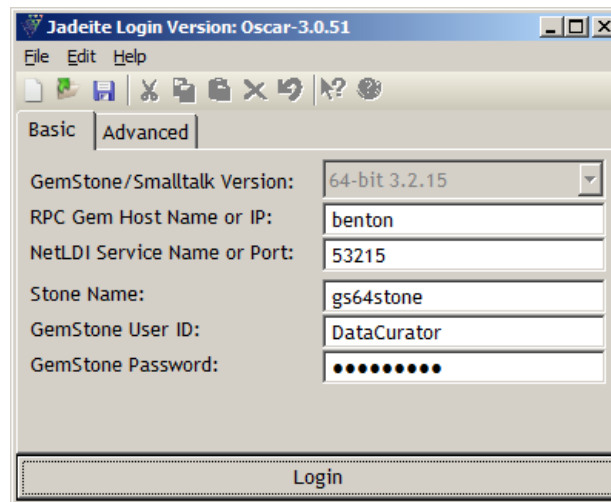 Jadeite Login Version: Oscar-3.0.51
File Edit Help
Basic Advanced
GemStone/Smalltalk Version: 64-bit 3.2.15
RPC Gem Host Name or IP: benton
NetLDI Service Name or Port: 53215
Stone Name: gs64stone
GemStone User ID: DataCurator
GemStone Password: ●●●●●●●●●
Login